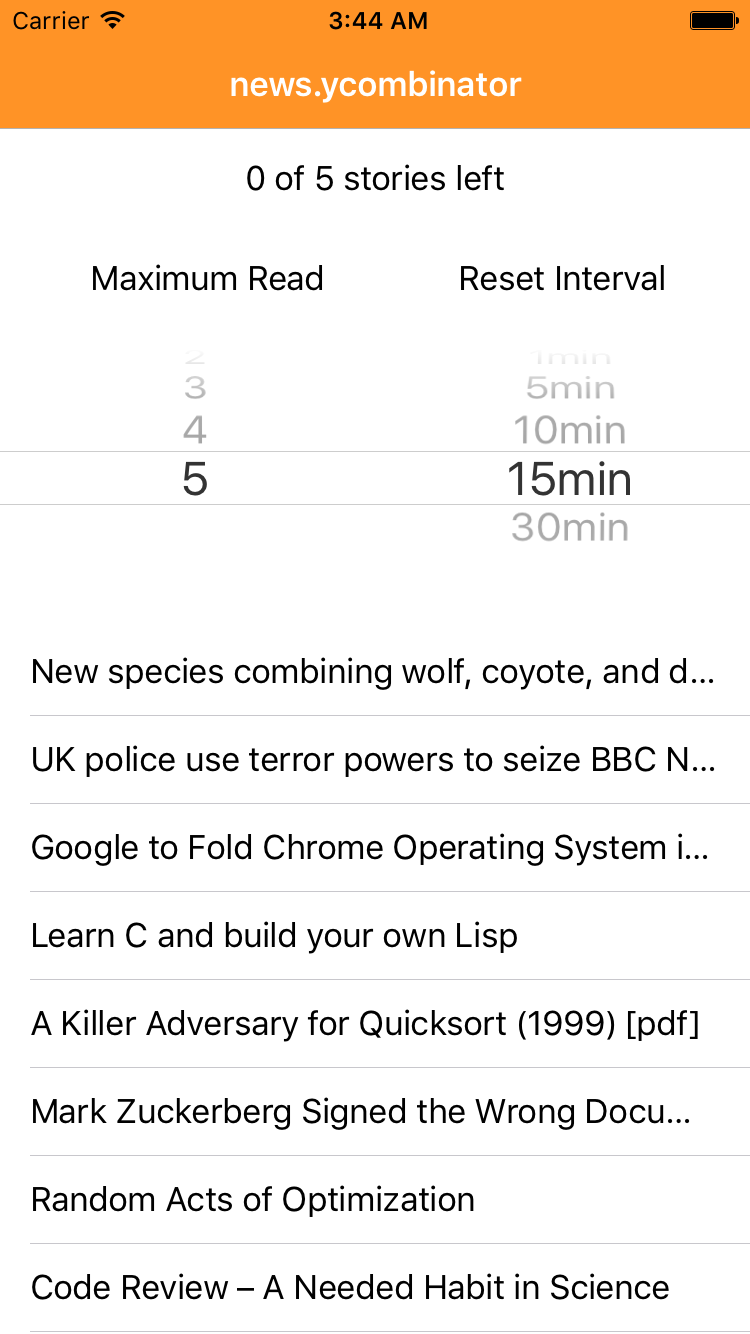 Carrier 3:44 AM
news.ycombinator
0 of 5 stories left
Maximum Read Reset Interval
2 1min
3 5min
4 10min
5 15min
30min
New species combining wolf, coyote, and d...
UK police use terror powers to seize BBC N...
Google to Fold Chrome Operating System i...
Learn C and build your own Lisp
A Killer Adversary for Quicksort (1999) [pdf]
Mark Zuckerberg Signed the Wrong Docu...
Random Acts of Optimization
Code Review – A Needed Habit in Science